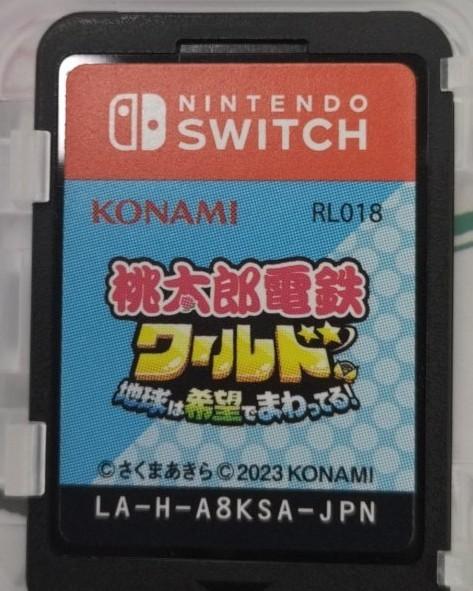 NINTENDO
SWITCH
KONAMI RL018
桃太郎電鉄
ワールド
地球は希望でまわってる!
©さくまあきら©2023 KONAMI
LA-H-A8KSA-JPN